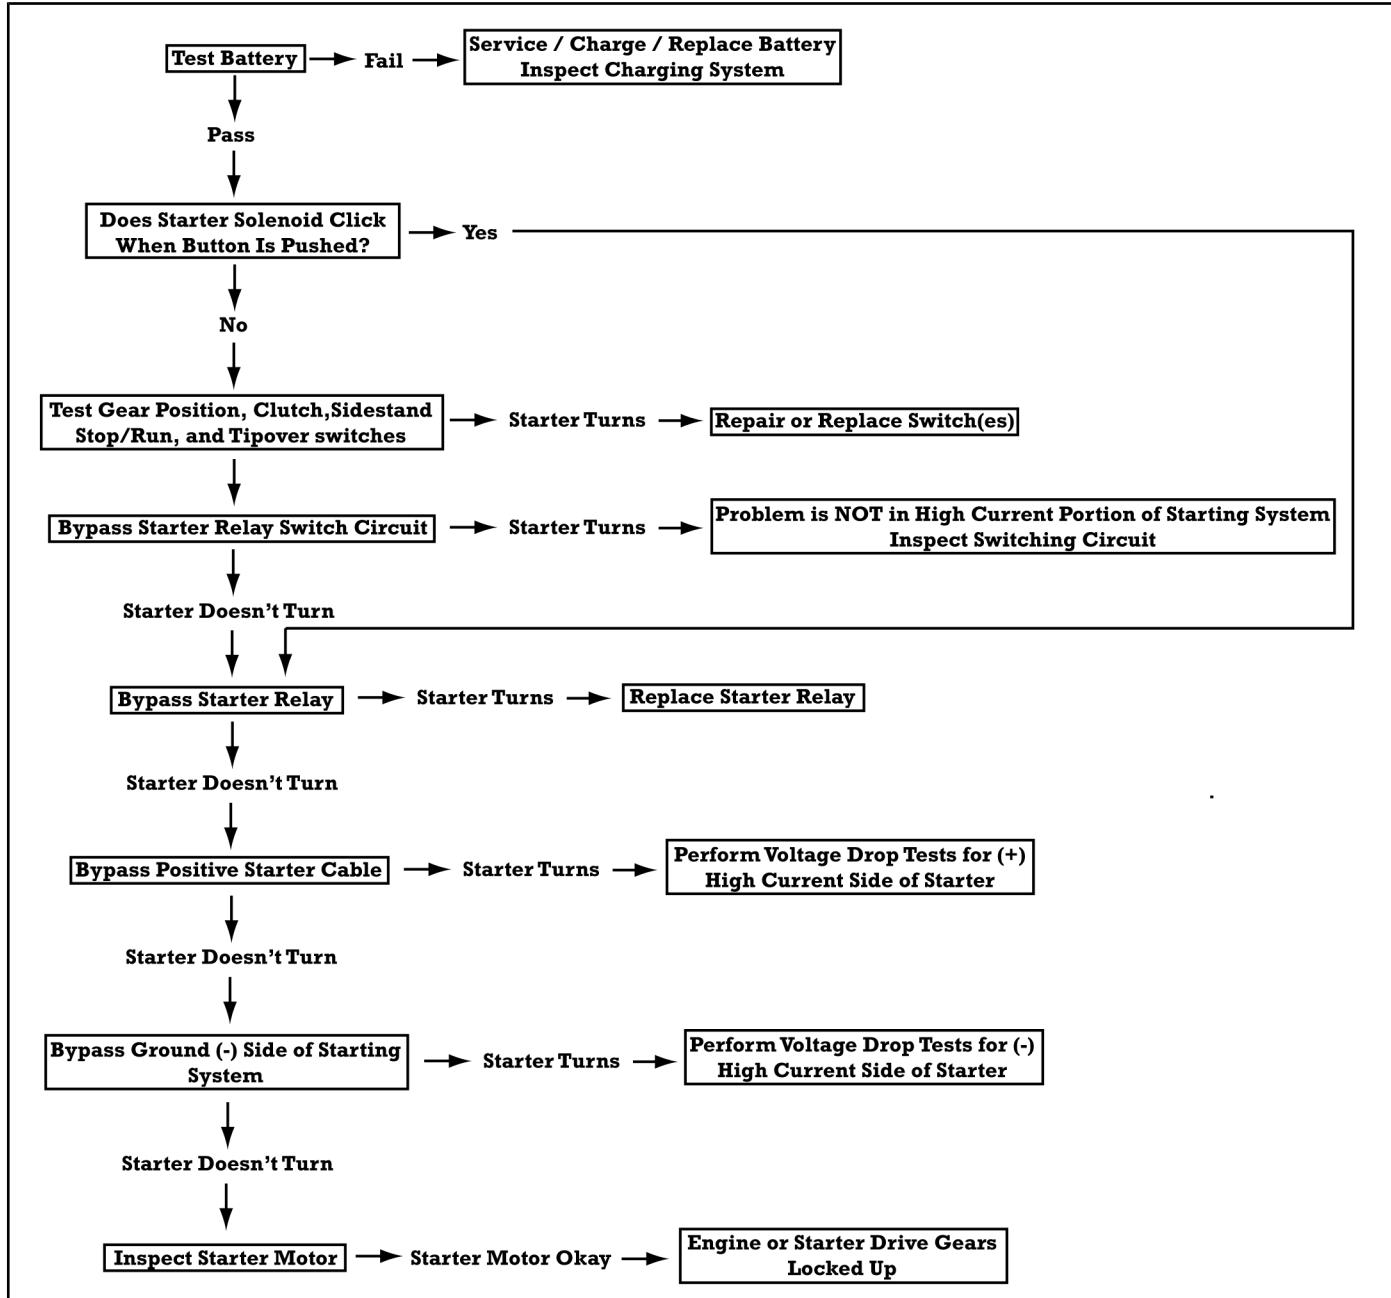 Test Battery
Fail
Service / Charge / Replace Battery
Inspect Charging System
Pass
Does Starter Solenoid Click
When Button Is Pushed?
Yes
No
Test Gear Position, Clutch,Sidestand
Stop/Run, and Tipover switches
Starter Turns
Repair or Replace Switch(es)
Bypass Starter Relay Switch Circuit
Starter Turns
Problem is NOT in High Current Portion of Starting System
Inspect Switching Circuit
Starter Doesn't Turn
Bypass Starter Relay
Starter Turns
Replace Starter Relay
Starter Doesn't Turn
Bypass Positive Starter Cable
Starter Turns
Perform Voltage Drop Tests for (+)
High Current Side of Starter
Starter Doesn't Turn
Bypass Ground (-) Side of Starting
System
Starter Turns
Perform Voltage Drop Tests for (-)
High Current Side of Starter
Starter Doesn't Turn
Inspect Starter Motor
Starter Motor Okay
Engine or Starter Drive Gears
Locked Up